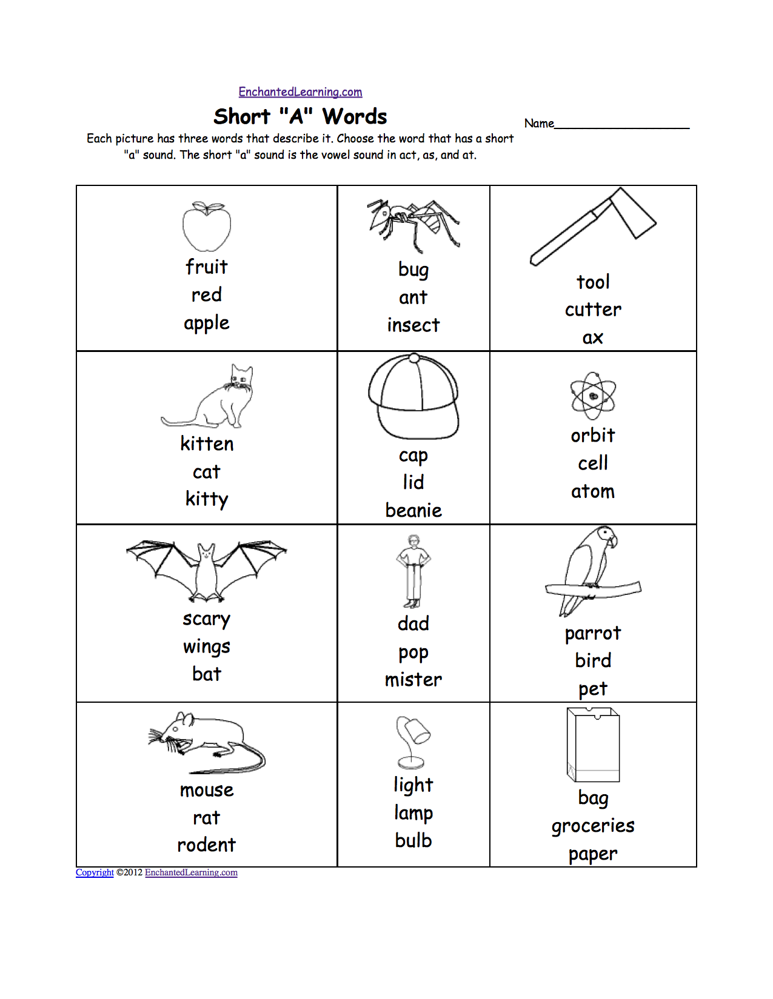 EnchantedLearning.com
Short "A" Words
Name____________________
Each picture has three words that describe it. Choose the word that has a short
"a" sound. The short "a" sound is the vowel sound in act, as, and at.
fruit
red
apple
bug
ant
insect
tool
cutter
ax
kitten
cat
kitty
cap
lid
beanie
orbit
cell
atom
scary
wings
bat
dad
pop
mister
parrot
bird
pet
mouse
rat
rodent
light
lamp
bulb
bag
groceries
paper
Copyright ©2012 EnchantedLearning.com